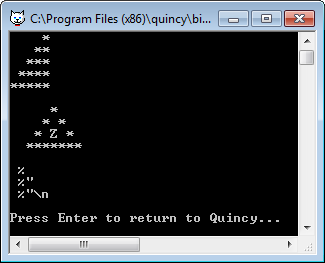 C:\Program Files (x86)\quincy\bi...
    *
   **
  ***
 ****
*****

     *
    * *
   * Z *
  *******

 %
 %"
 %"\n

Press Enter to return to Quincy...